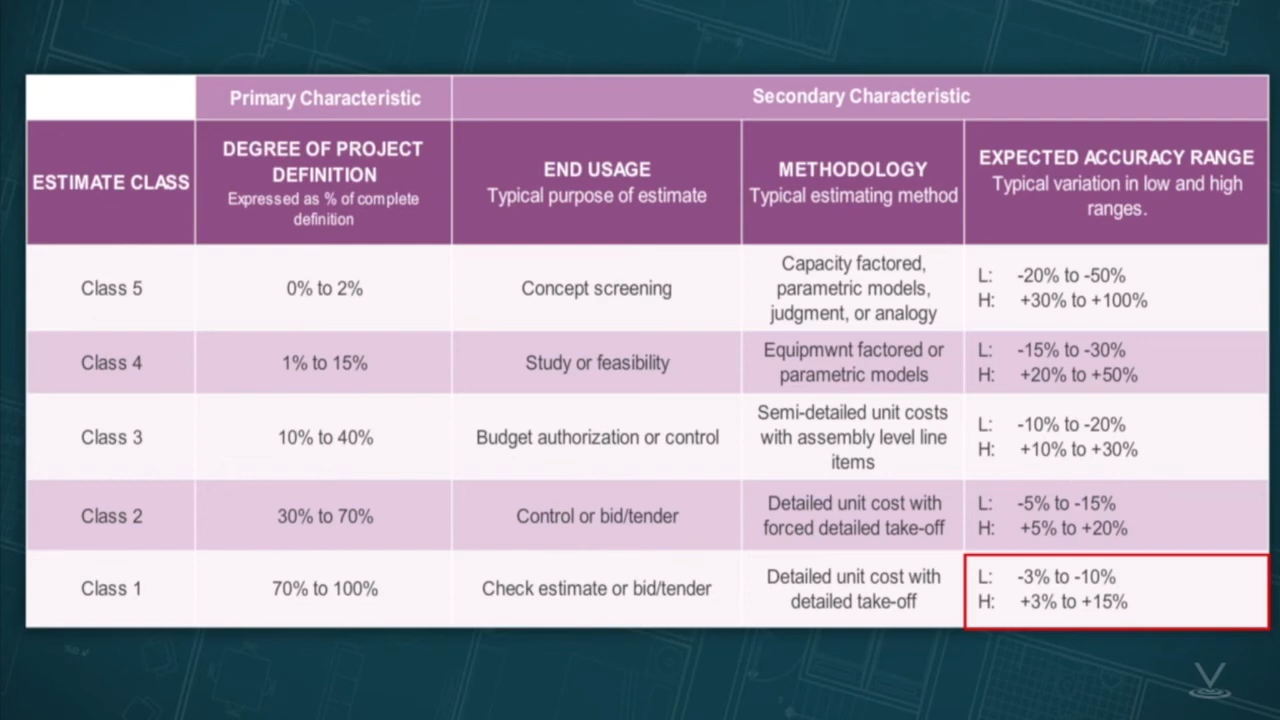 Primary Characteristic
Secondary Characteristic
ESTIMATE CLASS
DEGREE OF PROJECT
DEFINITION
Expressed as % of complete
definition
END USAGE
Typical purpose of estimate
METHODOLOGY
Typical estimating method
EXPECTED ACCURACY RANGE
Typical variation in low and high
ranges.
Class 5
0% to 2%
Concept screening
Capacity factored,
parametric models,
judgment, or analogy
L: -20% to -50%
H: +30% to +100%
Class 4
1% to 15%
Study or feasibility
Equipmwnt factored or
parametric models
L: -15% to -30%
H: +20% to +50%
Class 3
10% to 40%
Budget authorization or control
Semi-detailed unit costs
with assembly level line
items
L: -10% to -20%
H: +10% to +30%
Class 2
30% to 70%
Control or bid/tender
Detailed unit cost with
forced detailed take-off
L: -5% to -15%
H: +5% to +20%
Class 1
70% to 100%
Check estimate or bid/tender
Detailed unit cost with
detailed take-off
L: -3% to -10%
H: +3% to +15%
V